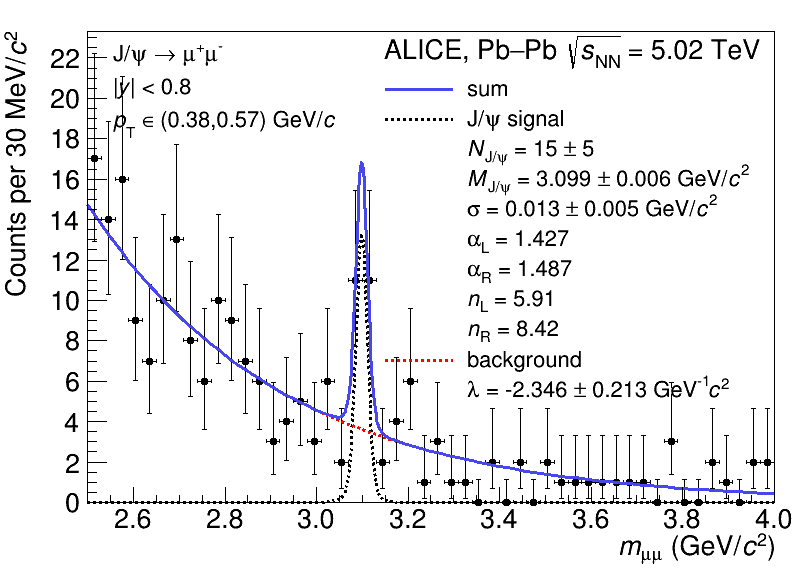 J/ψ → μ⁺μ⁻
|y| < 0.8
p_T ∈ (0.38,0.57) GeV/c
ALICE, Pb–Pb √s_NN = 5.02 TeV
sum
J/ψ signal
N_J/ψ = 15 ± 5
M_J/ψ = 3.099 ± 0.006 GeV/c²
σ = 0.013 ± 0.005 GeV/c²
α_L = 1.427
α_R = 1.487
n_L = 5.91
n_R = 8.42
background
λ = -2.346 ± 0.213 GeV⁻¹c²
Counts per 30 MeV/c²
22
20
18
16
14
12
10
8
6
4
2
0
2.6 2.8 3.0 3.2 3.4 3.6 3.8 4.0
m_μμ (GeV/c²)